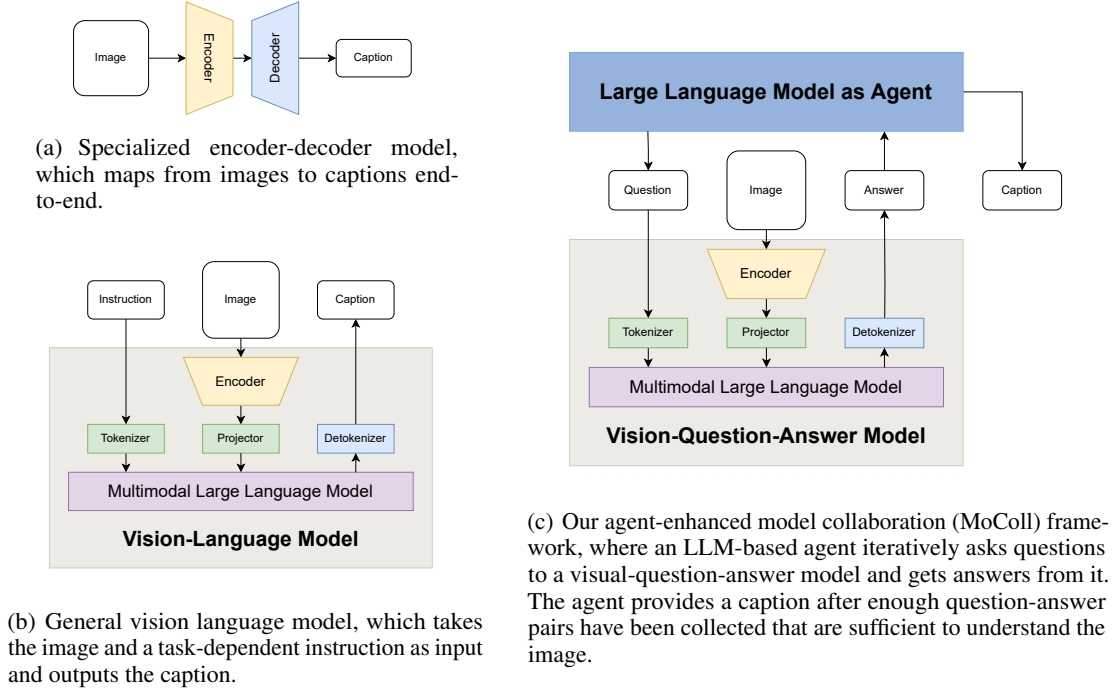 Image
Encoder
Decoder
Caption
(a) Specialized encoder-decoder model,
which maps from images to captions end-
to-end.
Instruction
Image
Caption
Encoder
Tokenizer
Projector
Detokenizer
Multimodal Large Language Model
Vision-Language Model
(b) General vision language model, which takes
the image and a task-dependent instruction as input
and outputs the caption.
Large Language Model as Agent
Question
Image
Answer
Caption
Encoder
Tokenizer
Projector
Detokenizer
Multimodal Large Language Model
Vision-Question-Answer Model
(c) Our agent-enhanced model collaboration (MoColl) frame-
work, where an LLM-based agent iteratively asks questions
to a visual-question-answer model and gets answers from it.
The agent provides a caption after enough question-answer
pairs have been collected that are sufficient to understand the
image.